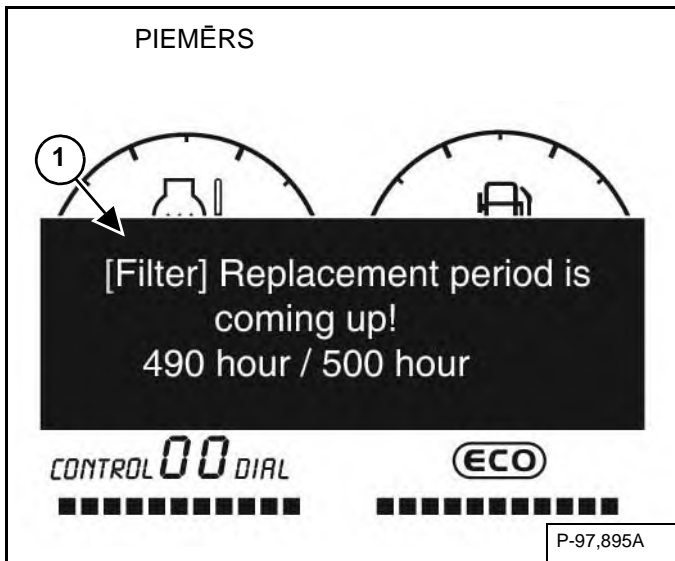 PIEMĒRS
1
[Filter] Replacement period is
coming up!
490 hour / 500 hour
CONTROL 00 DIAL
ECO
P-97,895A